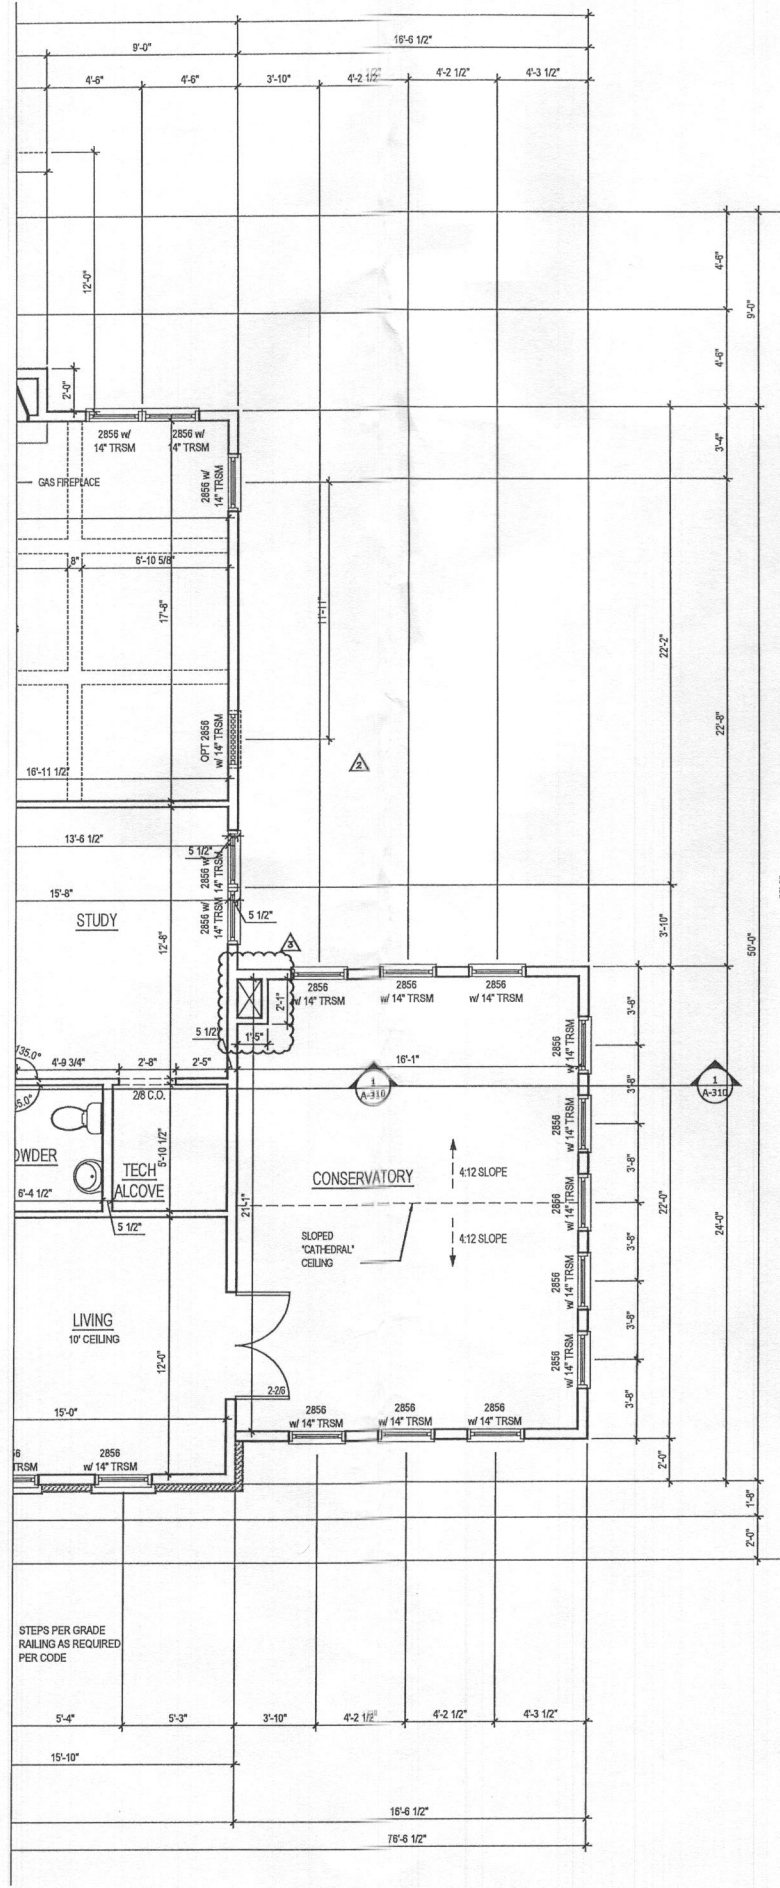 9'-0"
16'-6 1/2"
4'-6"
4'-6"
3'-10"
4'-2 1/2"
4'-2 1/2"
4'-3 1/2"
4'-6"
12'-0"
9'-0"
4'-6"
2'-0"
3'-4"
2856 w/
14" TRSM
2856 w/
14" TRSM
2856 w/
14" TRSM
GAS FIREPLACE
8"
6'-10 5/8"
17'-8"
11'-11"
22'-2"
22'-8"
OPT 2856
w/ 14" TRSM
2
16'-11 1/2"
13'-6 1/2"
5 1/2"
2856 w/
14" TRSM
15'-8"
2856 w/
14" TRSM
5 1/2"
STUDY
12'-8"
3
3'-10"
50'-0"
2856
w/ 14" TRSM
2856
w/ 14" TRSM
2856
w/ 14" TRSM
2'-1"
1'-5"
5 1/2"
3'-8"
2856
w/ 14" TRSM
135.0°
4'-9 3/4"
2'-8"
2'-5"
16'-1"
1
A-310
1
A-310
3'-8"
2/8 C.O.
5.0°
2856
w/ 14" TRSM
5'-10 1/2"
OWDER
TECH
ALCOVE
CONSERVATORY
4:12 SLOPE
3'-8"
6'-4 1/2"
21'-1"
2856
w/ 14" TRSM
22'-0"
24'-0"
5 1/2"
SLOPED
"CATHEDRAL"
CEILING
4:12 SLOPE
3'-8"
2856
w/ 14" TRSM
LIVING
10' CEILING
3'-8"
12'-0"
2856
w/ 14" TRSM
2-2/6
15'-0"
3'-8"
2856
w/ 14" TRSM
2856
w/ 14" TRSM
2856
w/ 14" TRSM
6
TRSM
2856
w/ 14" TRSM
2'-0"
1'-8"
2'-0"
STEPS PER GRADE
RAILING AS REQUIRED
PER CODE
5'-4"
5'-3"
3'-10"
4'-2 1/2"
4'-2 1/2"
4'-3 1/2"
15'-10"
16'-6 1/2"
76'-6 1/2"